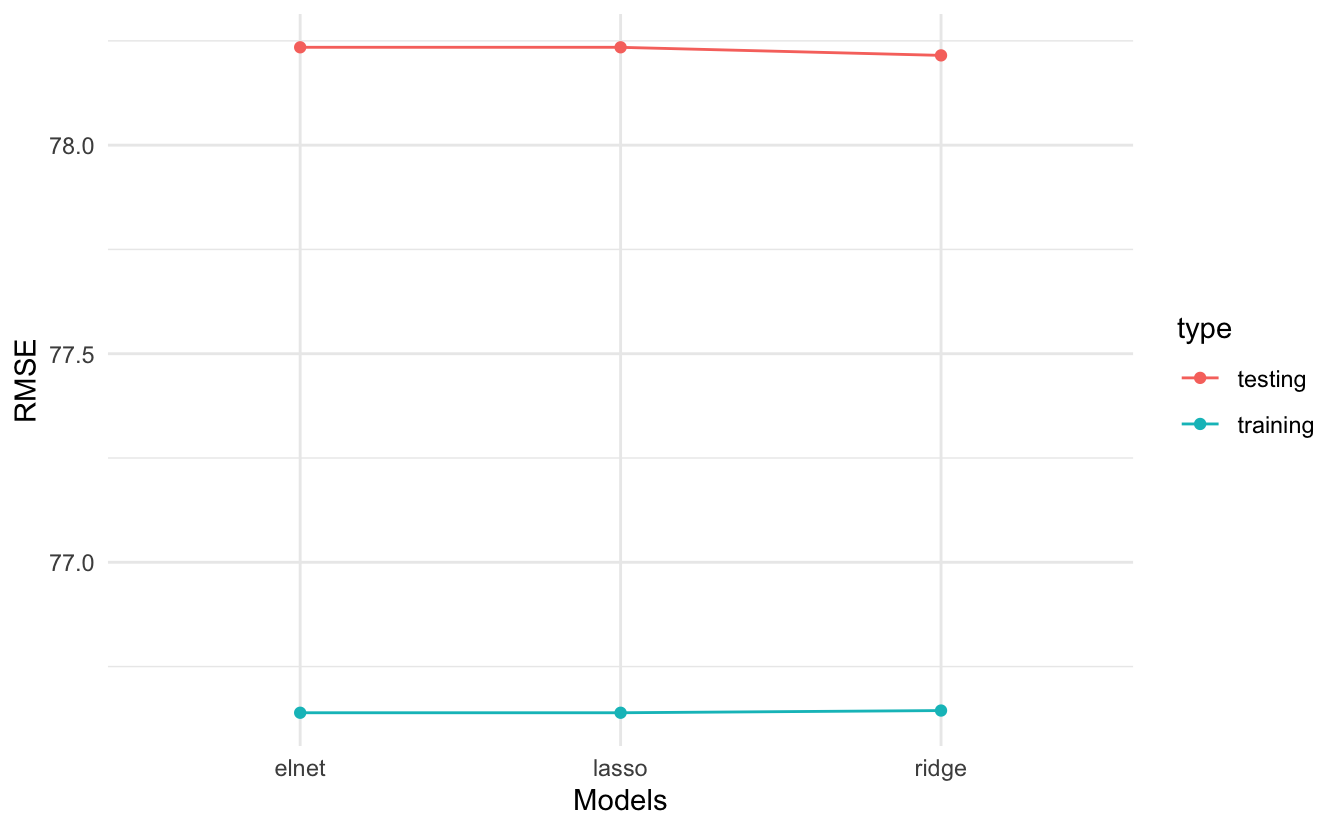 78.0
77.5
77.0
RMSE
elnet
lasso
ridge
Models
type
testing
training